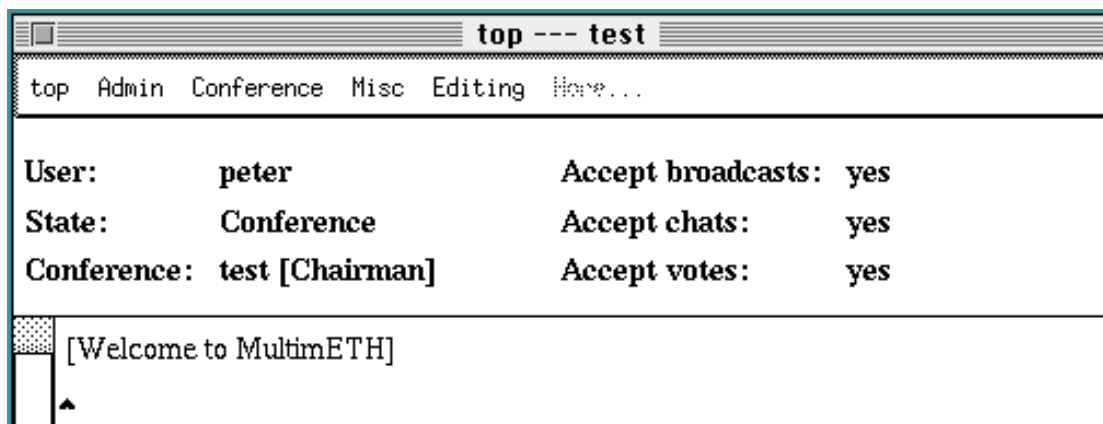 top --- test
top Admin Conference Misc Editing More...
User: peter Accept broadcasts: yes
State: Conference Accept chats: yes
Conference: test [Chairman] Accept votes: yes
[Welcome to MultimETH]